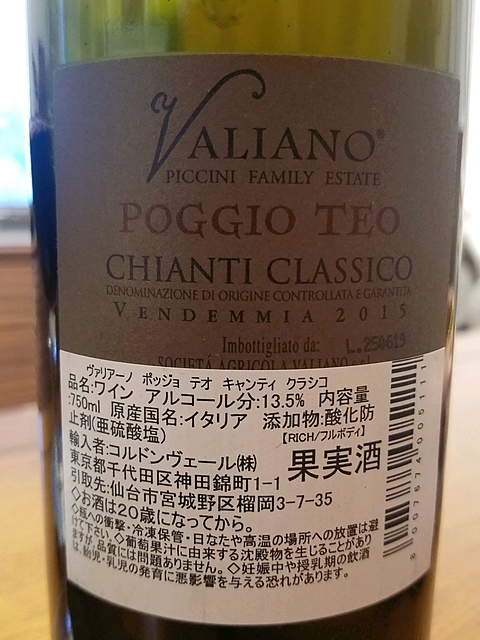 VALIANO®
PICCINI FAMILY ESTATE
POGGIO TEO
CHIANTI CLASSICO
DENOMINAZIONE DI ORIGINE CONTROLLATA E GARANTITA
VENDEMMIA 2015
Imbottigliato da: L.250619
SOCIETÁ AGRICOLA VALIANO
ヴァリアーノ ポッジョ テオ キャンティ クラシコ
品名:ワイン アルコール分:13.5% 内容量
:750ml 原産国名:イタリア 添加物:酸化防
止剤(亜硫酸塩) 【RICH/フルボディ】
輸入者:コルドンヴェール㈱ 果実酒
東京都千代田区神田錦町1-1
引取先:仙台市宮城野区榴岡3-7-35
◇お酒は20歳になってから。
◇瓶への衝撃・冷凍保管・日なたや高温の場所への放置は避
けて下さい。◇葡萄果汁に由来する沈殿物を生じることがあり
ますが、品質には問題ありません。◇妊娠中や授乳期の飲酒
は、胎児・乳児の発育に悪影響を与える恐れがあります。